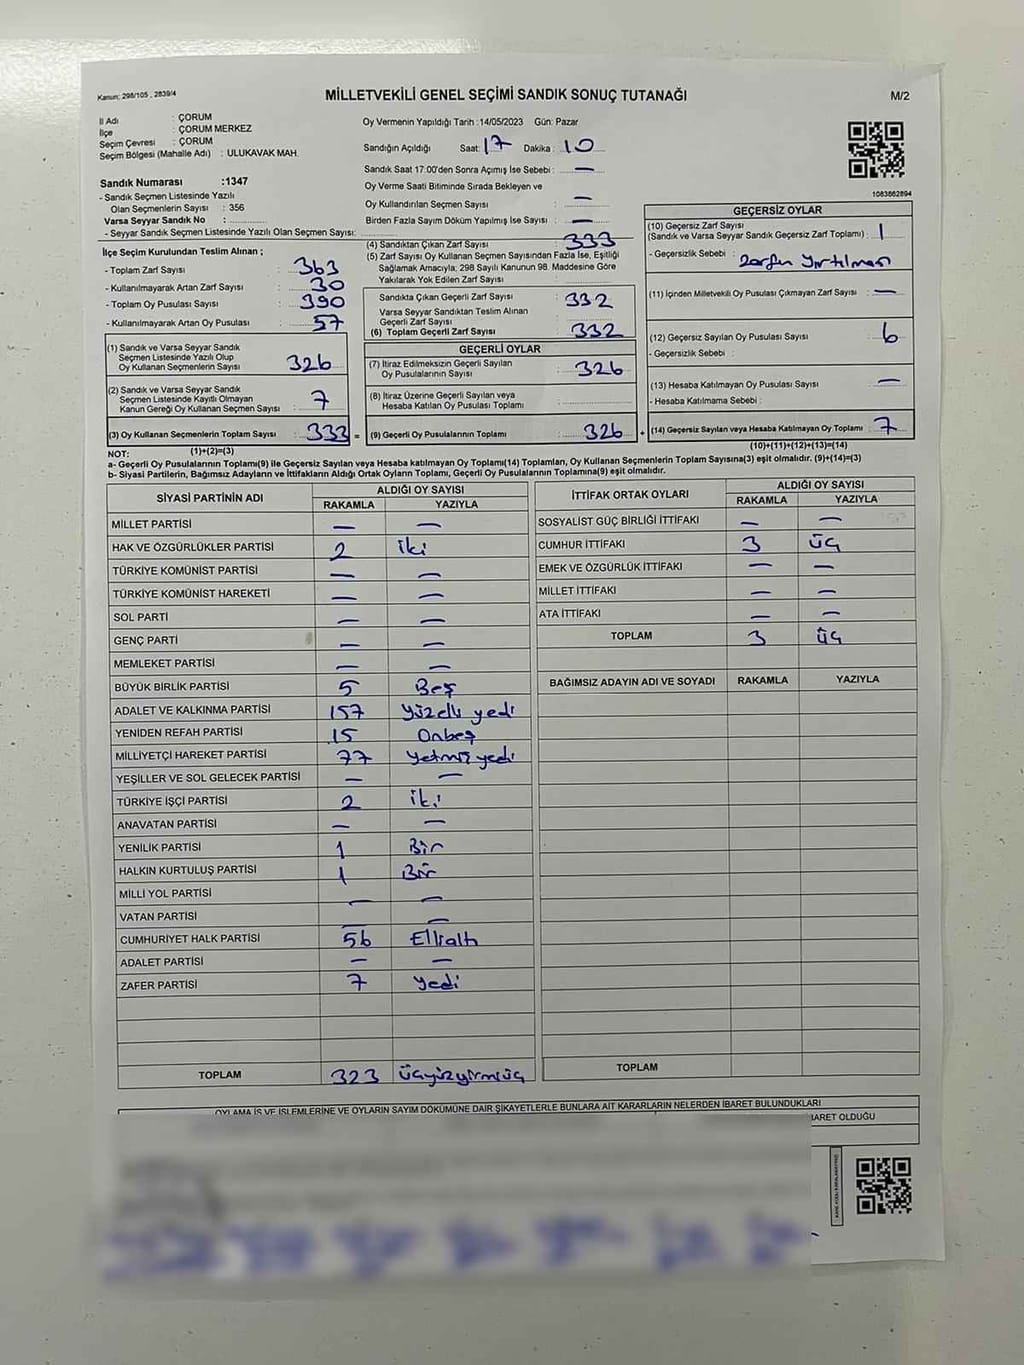 Kanun; 298/105 , 2839/4
MİLLETVEKİLİ GENEL SEÇİMİ SANDIK SONUÇ TUTANAĞI
M/2
İl Adı : ÇORUM
İlçe : ÇORUM MERKEZ
Seçim Çevresi : ÇORUM
Seçim Bölgesi (Mahalle Adı) : ULUKAVAK MAH.
Sandık Numarası :1347
- Sandık Seçmen Listesinde Yazılı
Olan Seçmenlerin Sayısı : 356
Varsa Seyyar Sandık No :
- Seyyar Sandık Seçmen Listesinde Yazılı Olan Seçmen Sayısı:
Oy Vermenin Yapıldığı Tarih :14/05/2023 Gün: Pazar
Sandığın Açıldığı Saat: 17 Dakika : 10
Sandık Saat 17:00'den Sonra Açımış İse Sebebi : —
Oy Verme Saati Bitiminde Sırada Bekleyen ve
Oy Kullandırılan Seçmen Sayısı : —
Birden Fazla Sayım Döküm Yapılmış İse Sayısı : —
1083862894
İlçe Seçim Kurulundan Teslim Alınan ;
- Toplam Zarf Sayısı : 363
- Kullanılmayarak Artan Zarf Sayısı : 30
- Toplam Oy Pusulası Sayısı : 390
- Kullanılmayarak Artan Oy Pusulası : 57
(1) Sandık ve Varsa Seyyar Sandık
Seçmen Listesinde Yazılı Olup
Oy Kullanan Seçmenlerin Sayısı : 326
(2) Sandık ve Varsa Seyyar Sandık
Seçmen Listesinde Kayıtlı Olmayan
Kanun Gereği Oy Kullanan Seçmen Sayısı : 7
(3) Oy Kullanan Seçmenlerin Toplam Sayısı : 333 =
(1)+(2)=(3)
(4) Sandıktan Çıkan Zarf Sayısı : 333
(5) Zarf Sayısı Oy Kullanan Seçmen Sayısından Fazla İse, Eşitliği
Sağlamak Amacıyla; 298 Sayılı Kanunun 98. Maddesine Göre
Yakılarak Yok Edilen Zarf Sayısı :
Sandıkta Çıkan Geçerli Zarf Sayısı : 332
Varsa Seyyar Sandıktan Teslim Alınan
Geçerli Zarf Sayısı :
(6) Toplam Geçerli Zarf Sayısı : 332
GEÇERLİ OYLAR
(7) İtiraz Edilmeksizin Geçerli Sayılan
Oy Pusulalarının Sayısı : 326
(8) İtiraz Üzerine Geçerli Sayılan veya
Hesaba Katılan Oy Pusulası Toplamı :
(9) Geçerli Oy Pusulalarının Toplamı : 326 +
GEÇERSİZ OYLAR
(10) Geçersiz Zarf Sayısı
(Sandık ve Varsa Seyyar Sandık Geçersiz Zarf Toplamı) : 1
- Geçersizlik Sebebi : Zarfın yırtılması
(11) İçinden Milletvekili Oy Pusulası Çıkmayan Zarf Sayısı : —
(12) Geçersiz Sayılan Oy Pusulası Sayısı : 6
- Geçersizlik Sebebi :
(13) Hesaba Katılmayan Oy Pusulası Sayısı : —
- Hesaba Katılmama Sebebi :
(14) Geçersiz Sayılan veya Hesaba Katılmayan Oy Toplamı : 7
(10)+(11)+(12)+(13)=(14)
NOT:
a- Geçerli Oy Pusulalarının Toplamı(9) ile Geçersiz Sayılan veya Hesaba katılmayan Oy Toplamı(14) Toplamları, Oy Kullanan Seçmenlerin Toplam Sayısına(3) eşit olmalıdır. (9)+(14)=(3)
b- Siyasi Partilerin, Bağımsız Adayların ve İttifakların Aldığı Ortak Oyların Toplamı, Geçerli Oy Pusulalarının Toplamına(9) eşit olmalıdır.
SİYASİ PARTİNİN ADI ALDIĞI OY SAYISI
RAKAMLA YAZIYLA
MİLLET PARTİSİ — —
HAK VE ÖZGÜRLÜKLER PARTİSİ 2 iki
TÜRKİYE KOMÜNİST PARTİSİ — —
TÜRKİYE KOMÜNİST HAREKETİ — —
SOL PARTİ — —
GENÇ PARTİ — —
MEMLEKET PARTİSİ — —
BÜYÜK BİRLİK PARTİSİ 5 Beş
ADALET VE KALKINMA PARTİSİ 157 Yüzelli yedi
YENİDEN REFAH PARTİSİ 15 Onbeş
MİLLİYETÇİ HAREKET PARTİSİ 77 Yetmiş yedi
YEŞİLLER VE SOL GELECEK PARTİSİ — —
TÜRKİYE İŞÇİ PARTİSİ 2 iki
ANAVATAN PARTİSİ — —
YENİLİK PARTİSİ 1 Bir
HALKIN KURTULUŞ PARTİSİ 1 Bir
MİLLİ YOL PARTİSİ — —
VATAN PARTİSİ — —
CUMHURİYET HALK PARTİSİ 56 Ellialtı
ADALET PARTİSİ — —
ZAFER PARTİSİ 7 Yedi
TOPLAM 323 üçyüzyirmiüç
İTTİFAK ORTAK OYLARI ALDIĞI OY SAYISI
RAKAMLA YAZIYLA
SOSYALİST GÜÇ BİRLİĞİ İTTİFAKI — —
CUMHUR İTTİFAKI 3 üç
EMEK VE ÖZGÜRLÜK İTTİFAKI — —
MİLLET İTTİFAKI — —
ATA İTTİFAKI — —
TOPLAM 3 üç
BAĞIMSIZ ADAYIN ADI VE SOYADI RAKAMLA YAZIYLA
TOPLAM
OYLAMA İŞ VE İŞLEMLERİNE VE OYLARIN SAYIM DÖKÜMÜNE DAİR ŞİKAYETLERLE BUNLARA AİT KARARLARIN NELERDEN İBARET BULUNDUKLARI
İBARET OLDUĞU